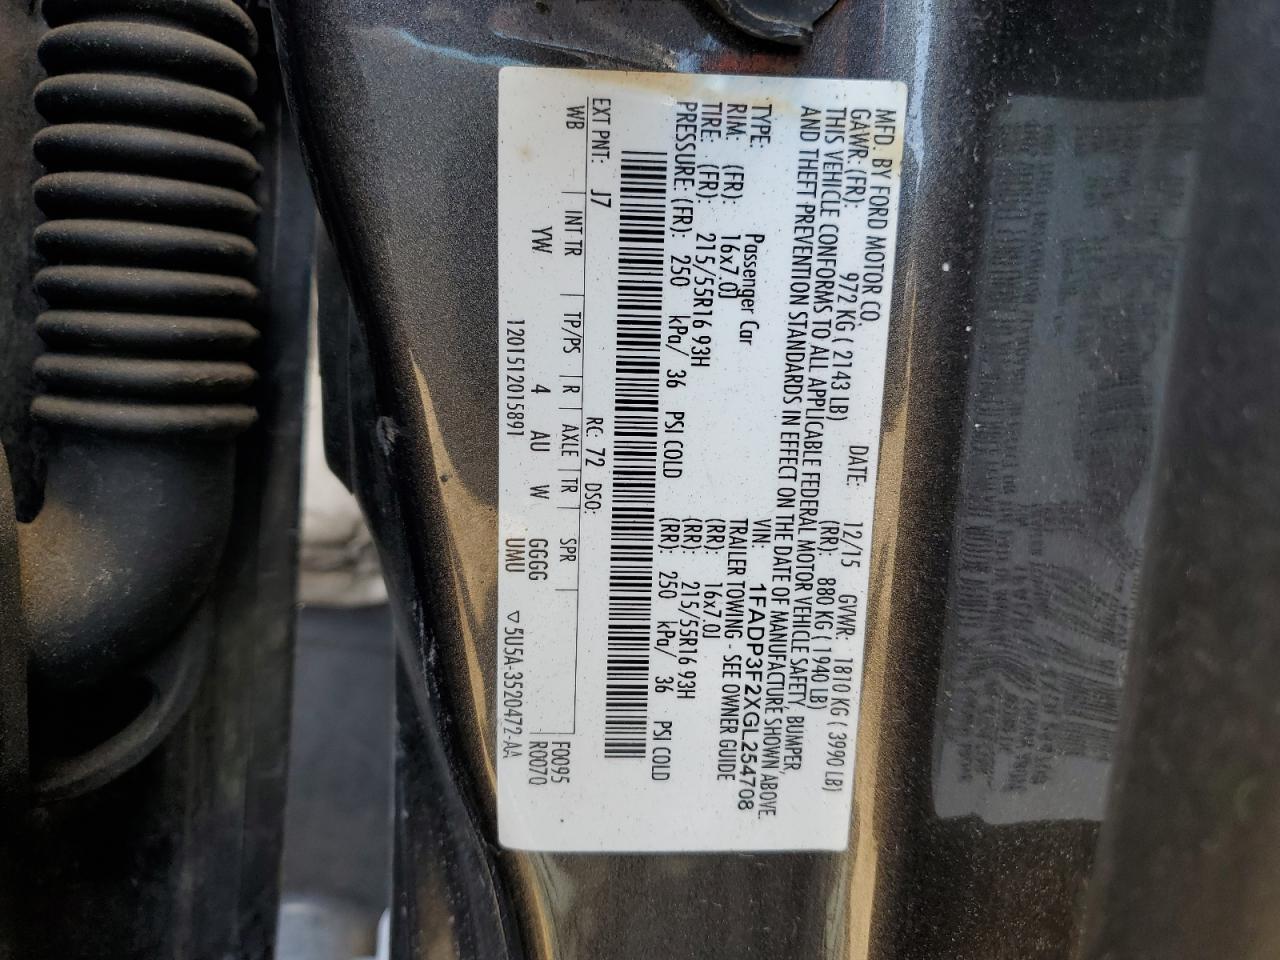 MFD. BY FORD MOTOR CO.
DATE: 12/15 GVWR: 1810 KG ( 3990 LB)
GAWR: (FR): 972 KG ( 2143 LB) (RR): 880 KG ( 1940 LB)
THIS VEHICLE CONFORMS TO ALL APPLICABLE FEDERAL MOTOR VEHICLE SAFETY, BUMPER,
AND THEFT PREVENTION STANDARDS IN EFFECT ON THE DATE OF MANUFACTURE SHOWN ABOVE.
VIN: 1FADP3F2XGL254708
TYPE: Passenger Car TRAILER TOWING - SEE OWNER GUIDE
RIM: (FR): 16x7.0J (RR): 16x7.0J
TIRE: (FR): 215/55R16 93H (RR): 215/55R16 93H
PRESSURE: (FR): 250 kPa/ 36 PSI COLD (RR): 250 kPa/ 36 PSI COLD
EXT PNT: J7 RC: 72 DSO:
WB INT TR TP/PS R AXLE TR SPR F0095
YW 4 AU W GGGG R0070
UMU
1201512015891 ▽ 5U5A-3520472-AA